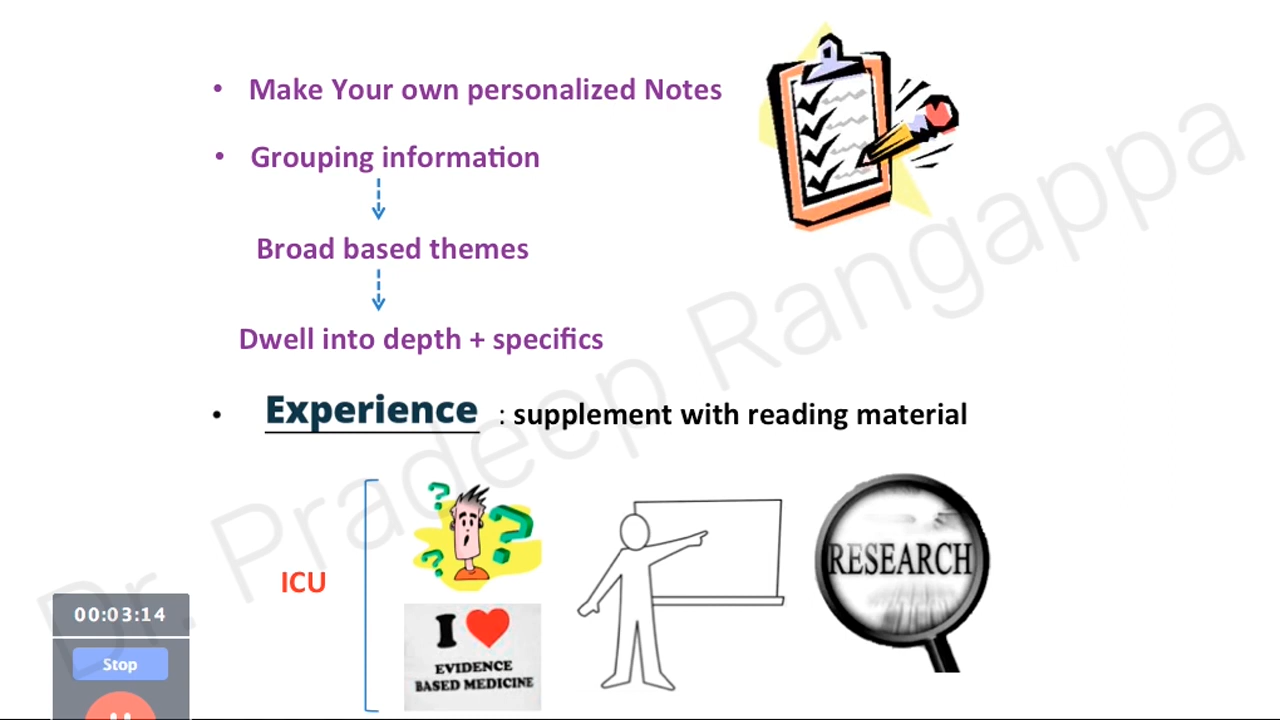 • Make Your own personalized Notes
• Grouping information
Broad based themes
Dwell into depth + specifics
• Experience : supplement with reading material
ICU
? ? ?
I ❤ EVIDENCE
BASED MEDICINE
RESEARCH
Dr. Pradeep Rangappa
00:03:14
Stop